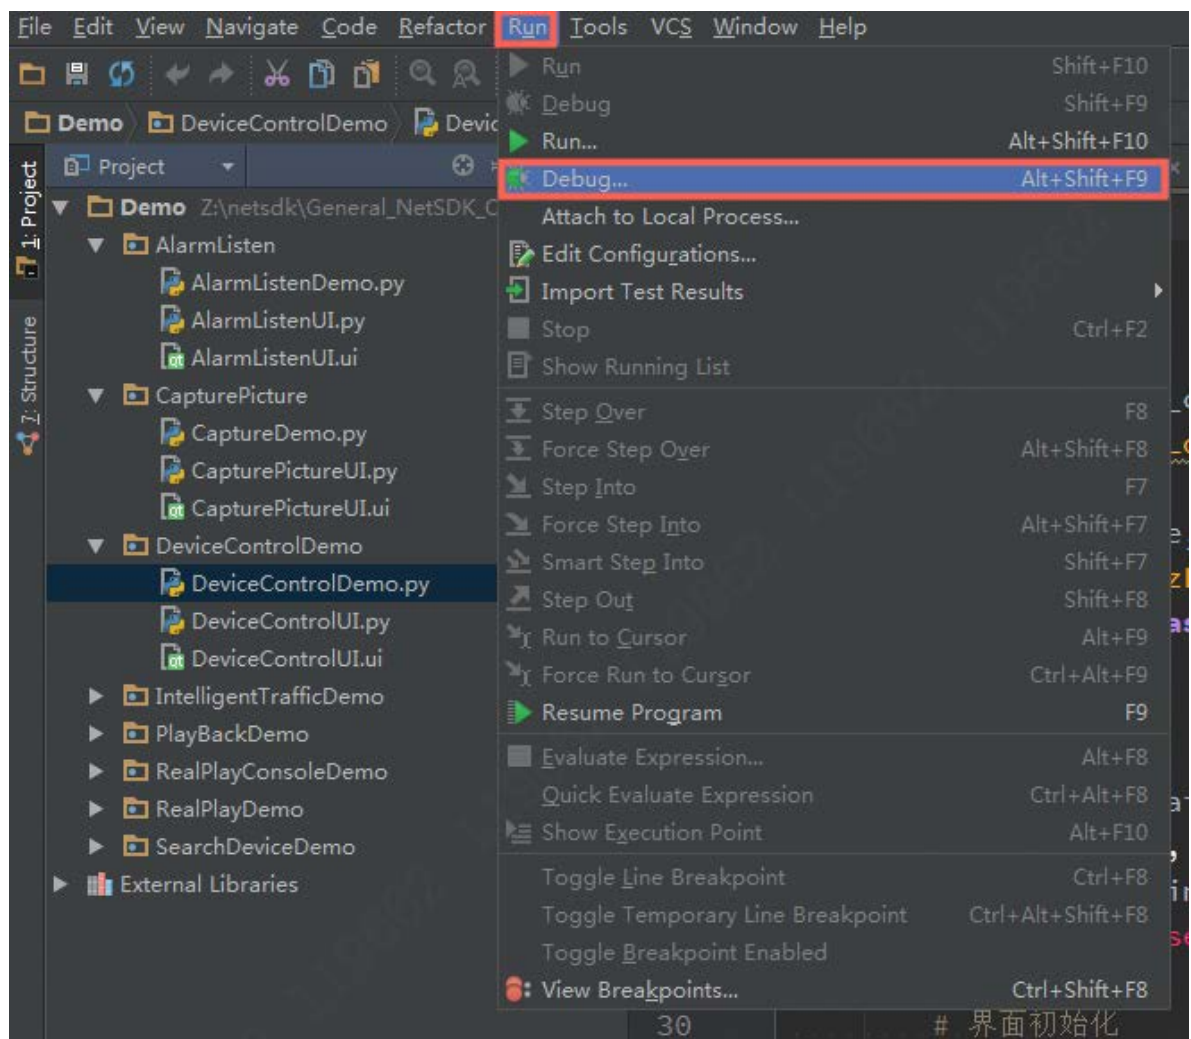 File Edit View Navigate Code Refactor Run Tools VCS Window Help
Demo DeviceControlDemo Devic
Project
1: Project
7: Structure
Demo Z:\netsdk\General_NetSDK_C
AlarmListen
AlarmListenDemo.py
AlarmListenUI.py
AlarmListenUI.ui
CapturePicture
CaptureDemo.py
CapturePictureUI.py
CapturePictureUI.ui
DeviceControlDemo
DeviceControlDemo.py
DeviceControlUI.py
DeviceControlUI.ui
IntelligentTrafficDemo
PlayBackDemo
RealPlayConsoleDemo
RealPlayDemo
SearchDeviceDemo
External Libraries
Run Shift+F10
Debug Shift+F9
Run... Alt+Shift+F10
Debug... Alt+Shift+F9
Attach to Local Process...
Edit Configurations...
Import Test Results
Stop Ctrl+F2
Show Running List
Step Over F8
Force Step Over Alt+Shift+F8
Step Into F7
Force Step Into Alt+Shift+F7
Smart Step Into Shift+F7
Step Out Shift+F8
Run to Cursor Alt+F9
Force Run to Cursor Ctrl+Alt+F9
Resume Program F9
Evaluate Expression... Alt+F8
Quick Evaluate Expression Ctrl+Alt+F8
Show Execution Point Alt+F10
Toggle Line Breakpoint Ctrl+F8
Toggle Temporary Line Breakpoint Ctrl+Alt+Shift+F8
Toggle Breakpoint Enabled
View Breakpoints... Ctrl+Shift+F8
30 # 界面初始化